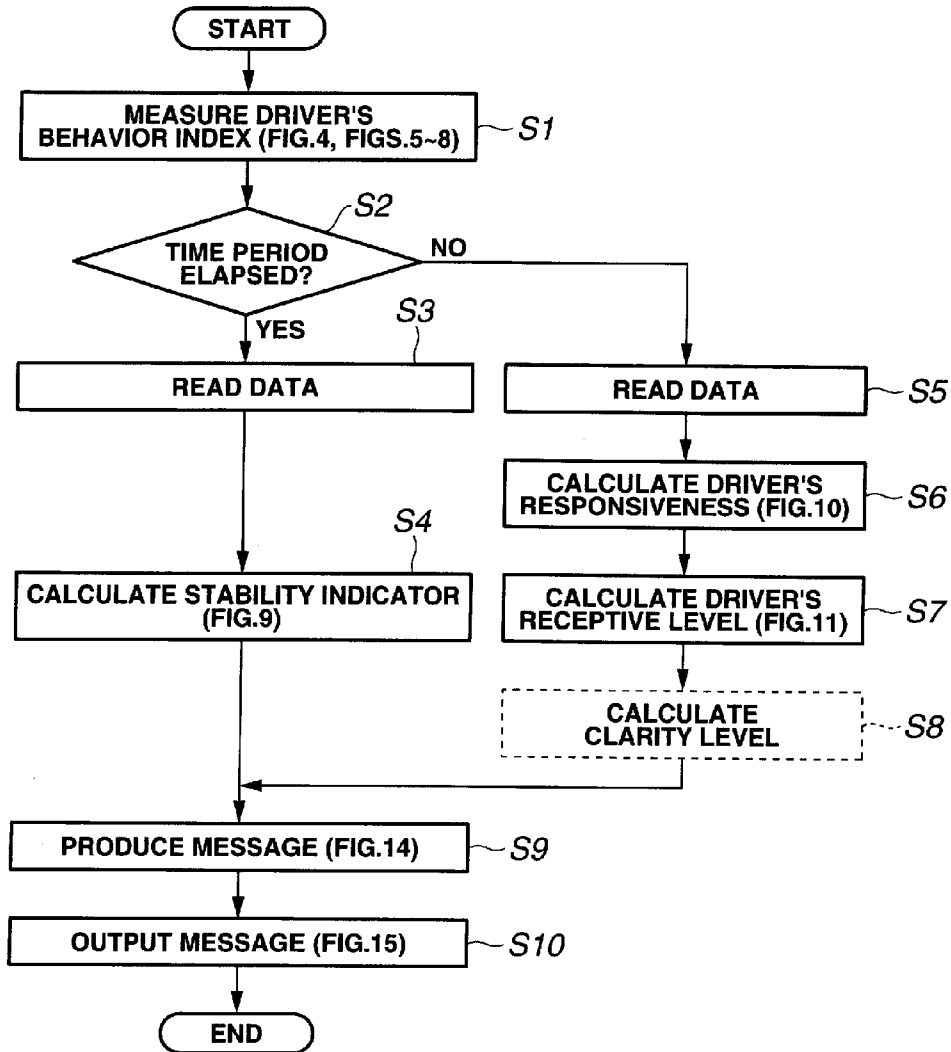 START
MEASURE DRIVER'S
BEHAVIOR INDEX (FIG.4, FIGS.5~8)
S1
S2
TIME PERIOD
ELAPSED?
NO
YES
S3
READ DATA
S4
CALCULATE STABILITY INDICATOR
(FIG.9)
READ DATA
S5
CALCULATE DRIVER'S
RESPONSIVENESS (FIG.10)
S6
CALCULATE DRIVER'S
RECEPTIVE LEVEL (FIG.11)
S7
CALCULATE
CLARITY LEVEL
S8
PRODUCE MESSAGE (FIG.14)
S9
OUTPUT MESSAGE (FIG.15)
S10
END